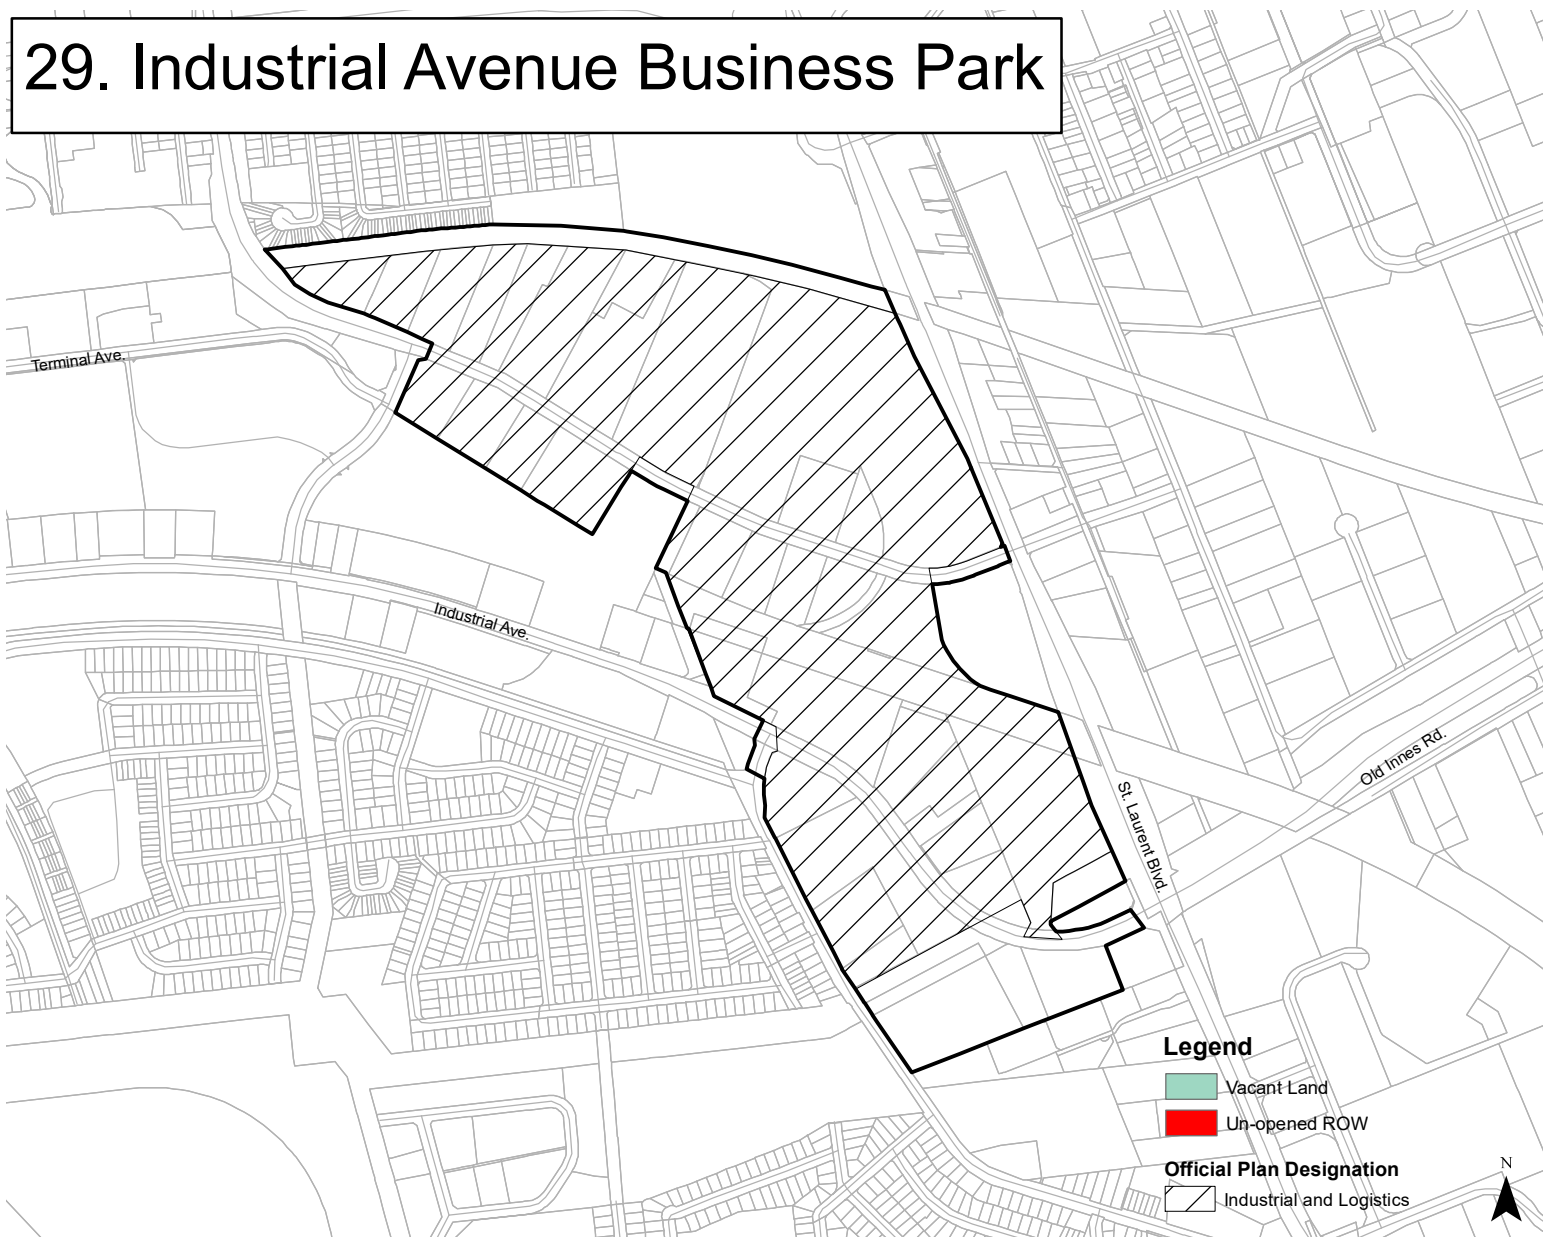 29. Industrial Avenue Business Park
Terminal Ave.
Industrial Ave.
Old Innes Rd.
St. Laurent Blvd.
Legend
Vacant Land
Un-opened ROW
Official Plan Designation
Industrial and Logistics
N